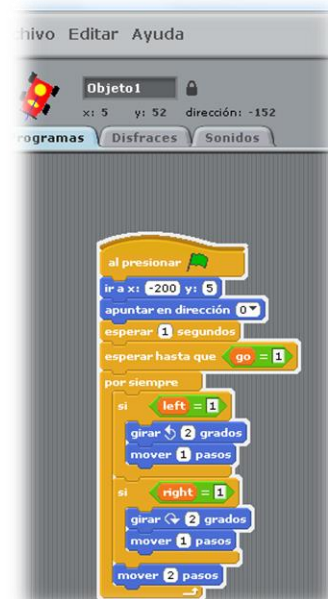 hivo Editar Ayuda
Objeto1
x: 5 y: 52 dirección: -152
rogramas Disfraces Sonidos
al presionar
ir a x: -200 y: 5
apuntar en dirección 0
esperar 1 segundos
esperar hasta que go = 1
por siempre
si left = 1
girar 2 grados
mover 1 pasos
si right = 1
girar 2 grados
mover 1 pasos
mover 2 pasos